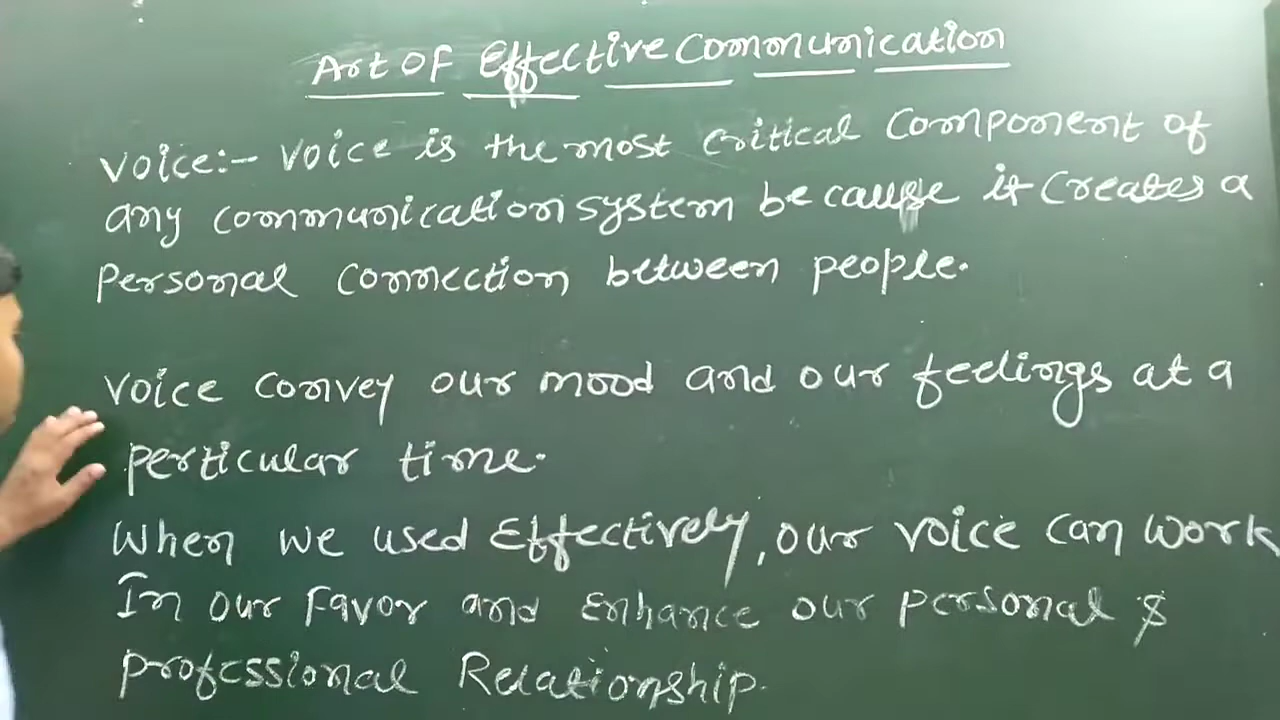 Art OF Effective Communication
Voice:- Voice is the most critical component of
any communication system because it creates a
Personal connection between people.
Voice convey our mood and our feelings at a
perticular time.
When we used Effectively, our voice can work
In our Favor and Enhance our personal &
Professional Relationship.